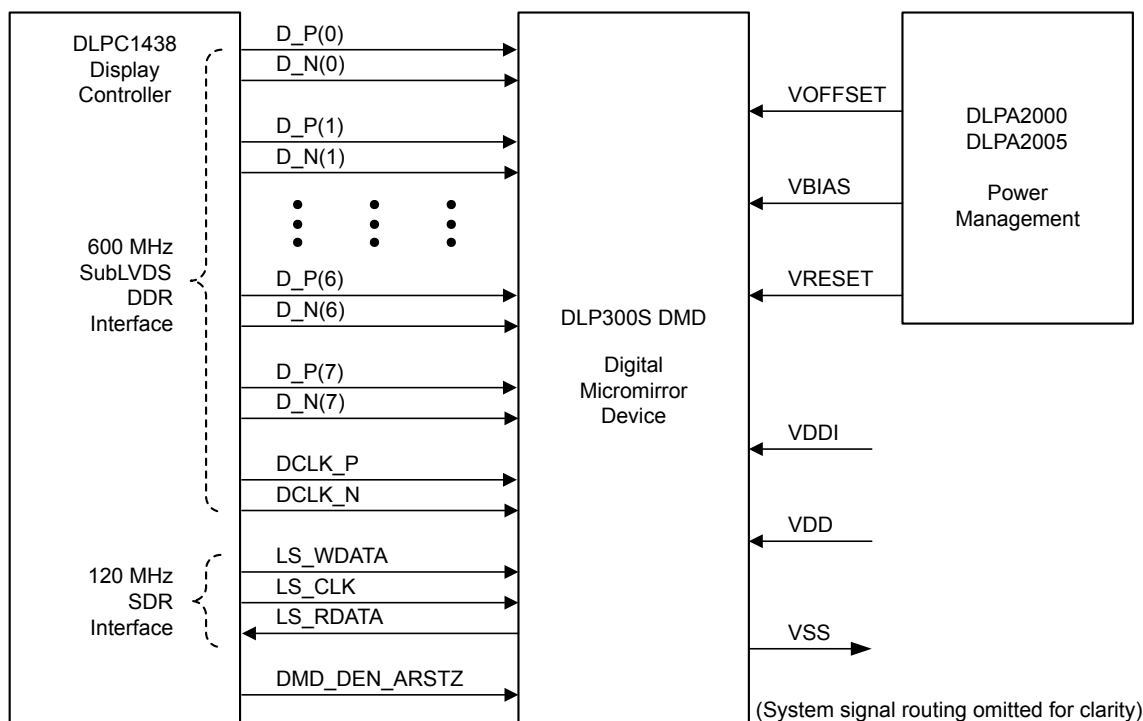 DLPC1438
Display
Controller
600 MHz
SubLVDS
DDR
Interface
120 MHz
SDR
Interface
D_P(0)
D_N(0)
D_P(1)
D_N(1)
D_P(6)
D_N(6)
D_P(7)
D_N(7)
DCLK_P
DCLK_N
LS_WDATA
LS_CLK
LS_RDATA
DMD_DEN_ARSTZ
DLP300S DMD
Digital
Micromirror
Device
VOFFSET
VBIAS
VRESET
VDDI
VDD
VSS
DLPA2000
DLPA2005
Power
Management
(System signal routing omitted for clarity)